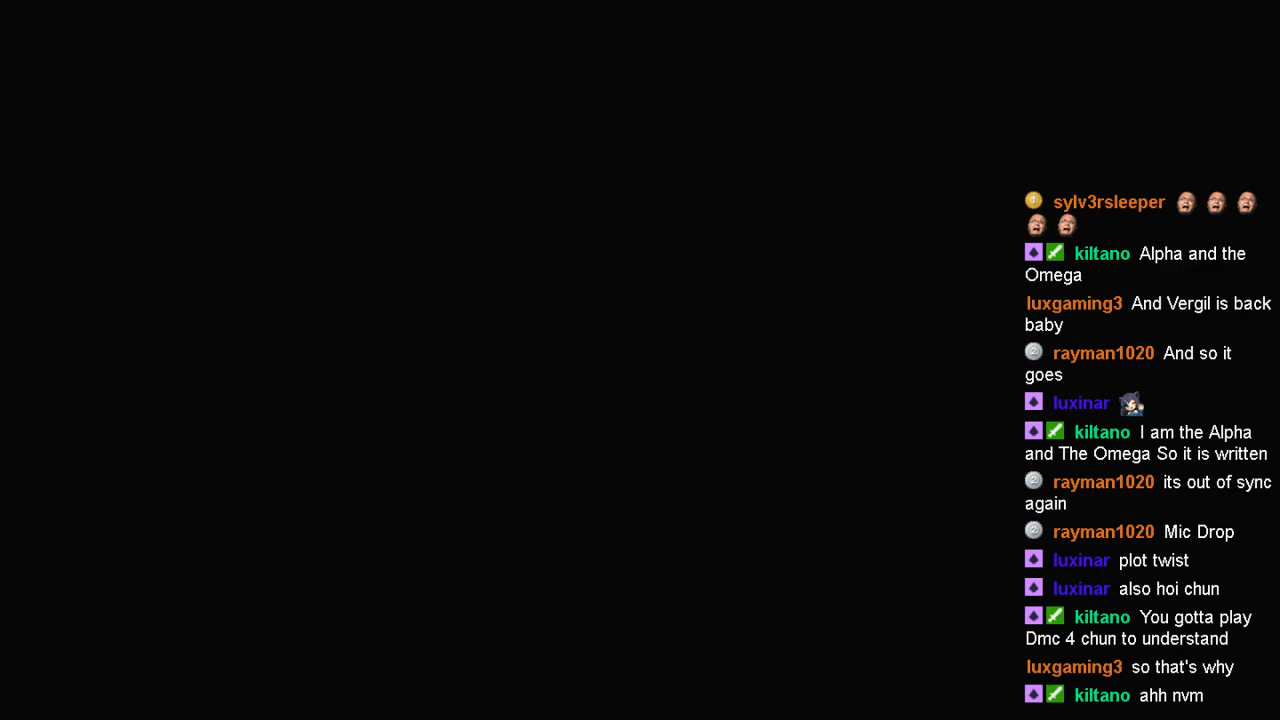 sylv3rsleeper
kiltano Alpha and the
Omega
luxgaming3 And Vergil is back
baby
rayman1020 And so it
goes
luxinar
kiltano I am the Alpha
and The Omega So it is written
rayman1020 its out of sync
again
rayman1020 Mic Drop
luxinar plot twist
luxinar also hoi chun
kiltano You gotta play
Dmc 4 chun to understand
luxgaming3 so that's why
kiltano ahh nvm